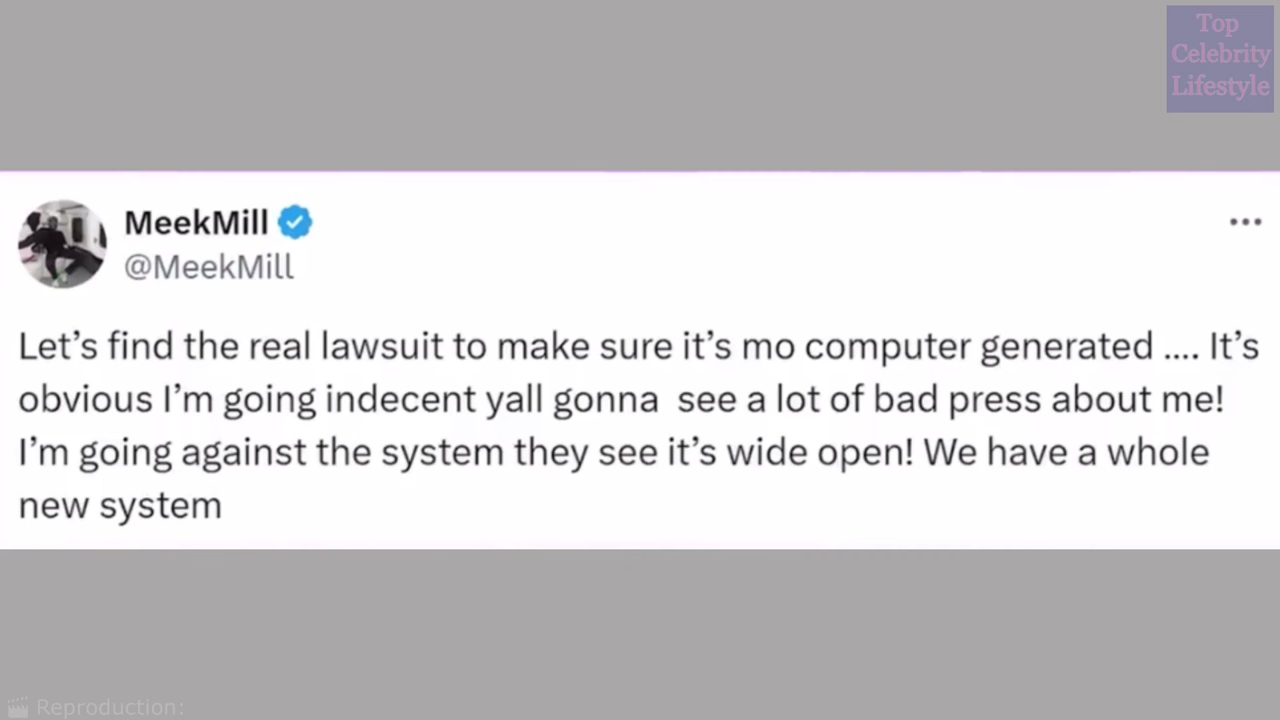 Top
Celebrity
Lifestyle
MeekMill
@MeekMill
Let’s find the real lawsuit to make sure it’s mo computer generated .... It’s
obvious I’m going indecent yall gonna  see a lot of bad press about me!
I’m going against the system they see it’s wide open! We have a whole
new system
Reproduction: